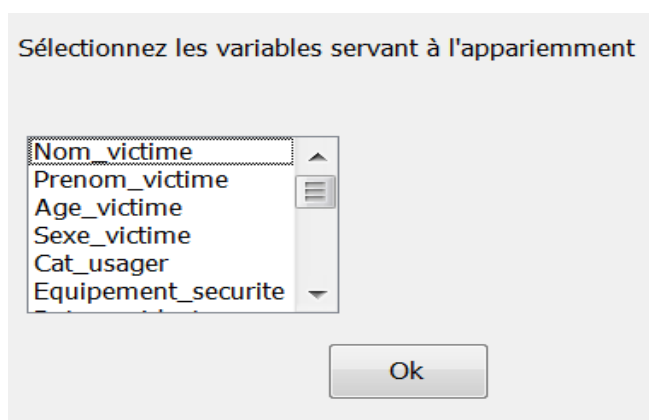 Sélectionnez les variables servant à l'appariemment
Nom_victime
Prenom_victime
Age_victime
Sexe_victime
Cat_usager
Equipement_securite
Ok